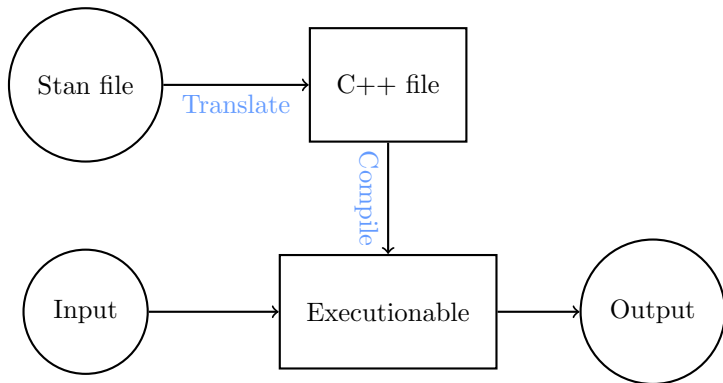 Stan file
C++ file
Translate
Compile
Input
Executionable
Output